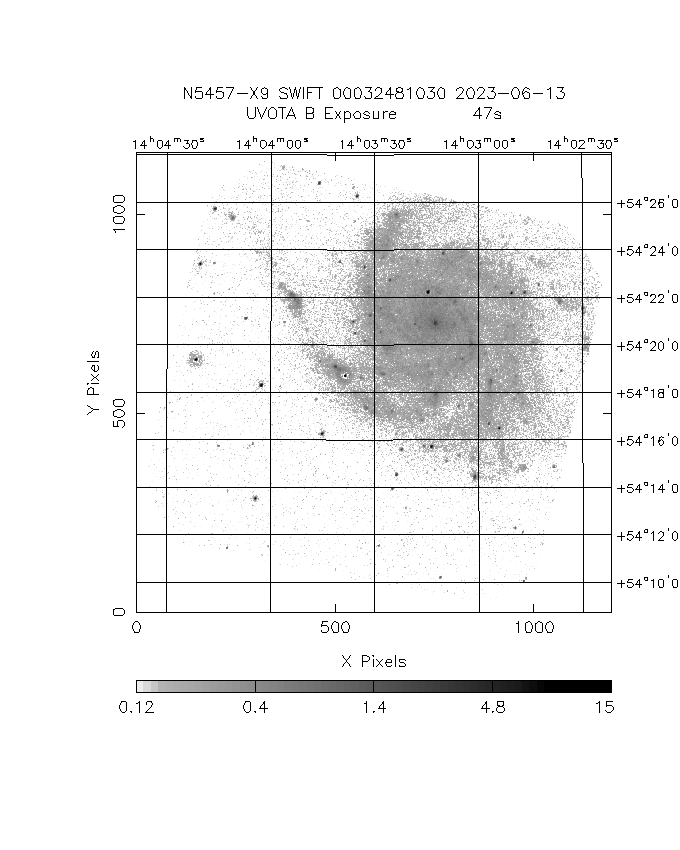 N5457-X9 SWIFT 00032481030 2023-06-13
UVOTA B Exposure 47s
14ʰ04ᵐ30ˢ 14ʰ04ᵐ00ˢ 14ʰ03ᵐ30ˢ 14ʰ03ᵐ00ˢ 14ʰ02ᵐ30ˢ
+54°26'0
+54°24'0
+54°22'0
+54°20'0
+54°18'0
+54°16'0
+54°14'0
+54°12'0
+54°10'0
Y Pixels
1000
500
0
0 500 1000
X Pixels
0.12 0.4 1.4 4.8 15